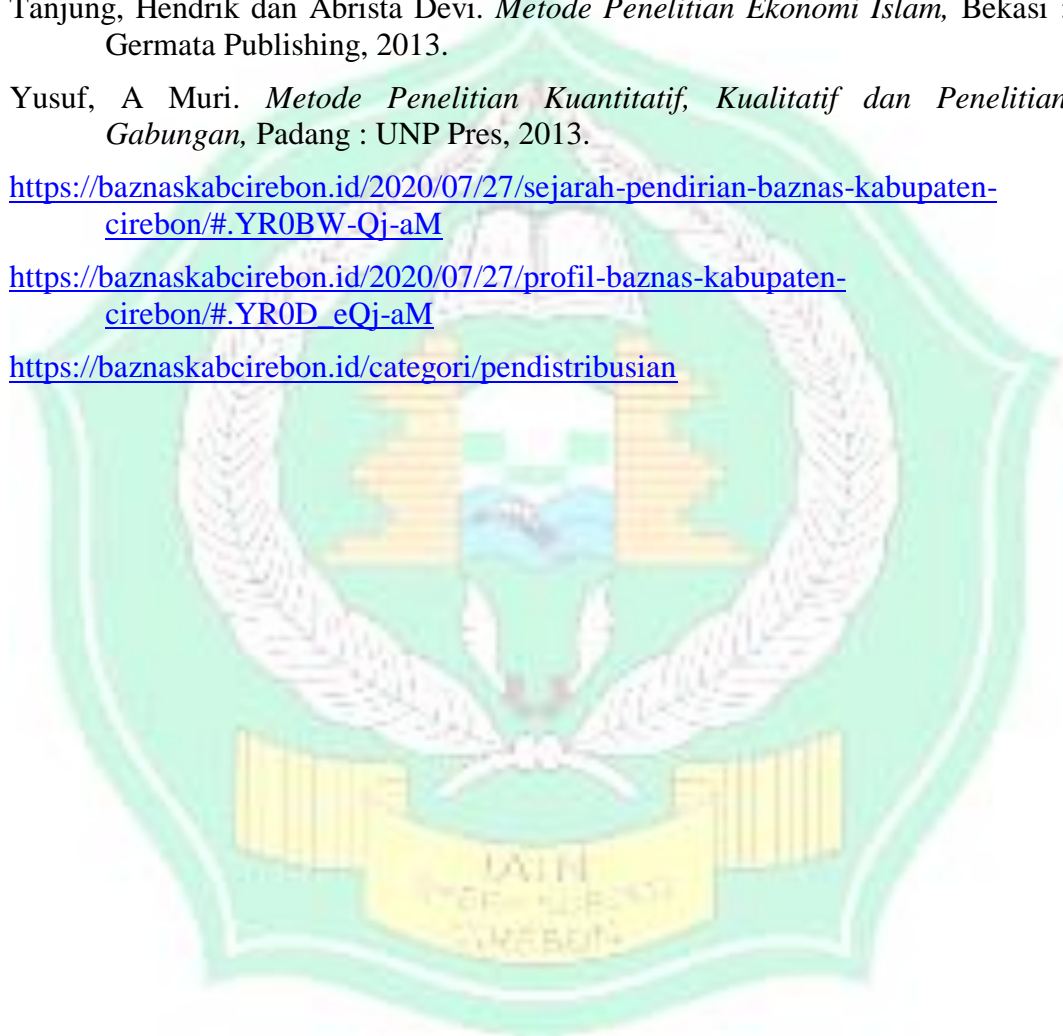 Tanjung, Hendrik dan Abrista Devi. Metode Penelitian Ekonomi Islam, Bekasi :
Germata Publishing, 2013.
Yusuf, A Muri. Metode Penelitian Kuantitatif, Kualitatif dan Penelitian
Gabungan, Padang : UNP Pres, 2013.
https://baznaskabcirebon.id/2020/07/27/sejarah-pendirian-baznas-kabupaten-
cirebon/#.YR0BW-Qj-aM
https://baznaskabcirebon.id/2020/07/27/profil-baznas-kabupaten-
cirebon/#.YR0D_eQj-aM
https://baznaskabcirebon.id/categori/pendistribusian
IAIN
CIREBON